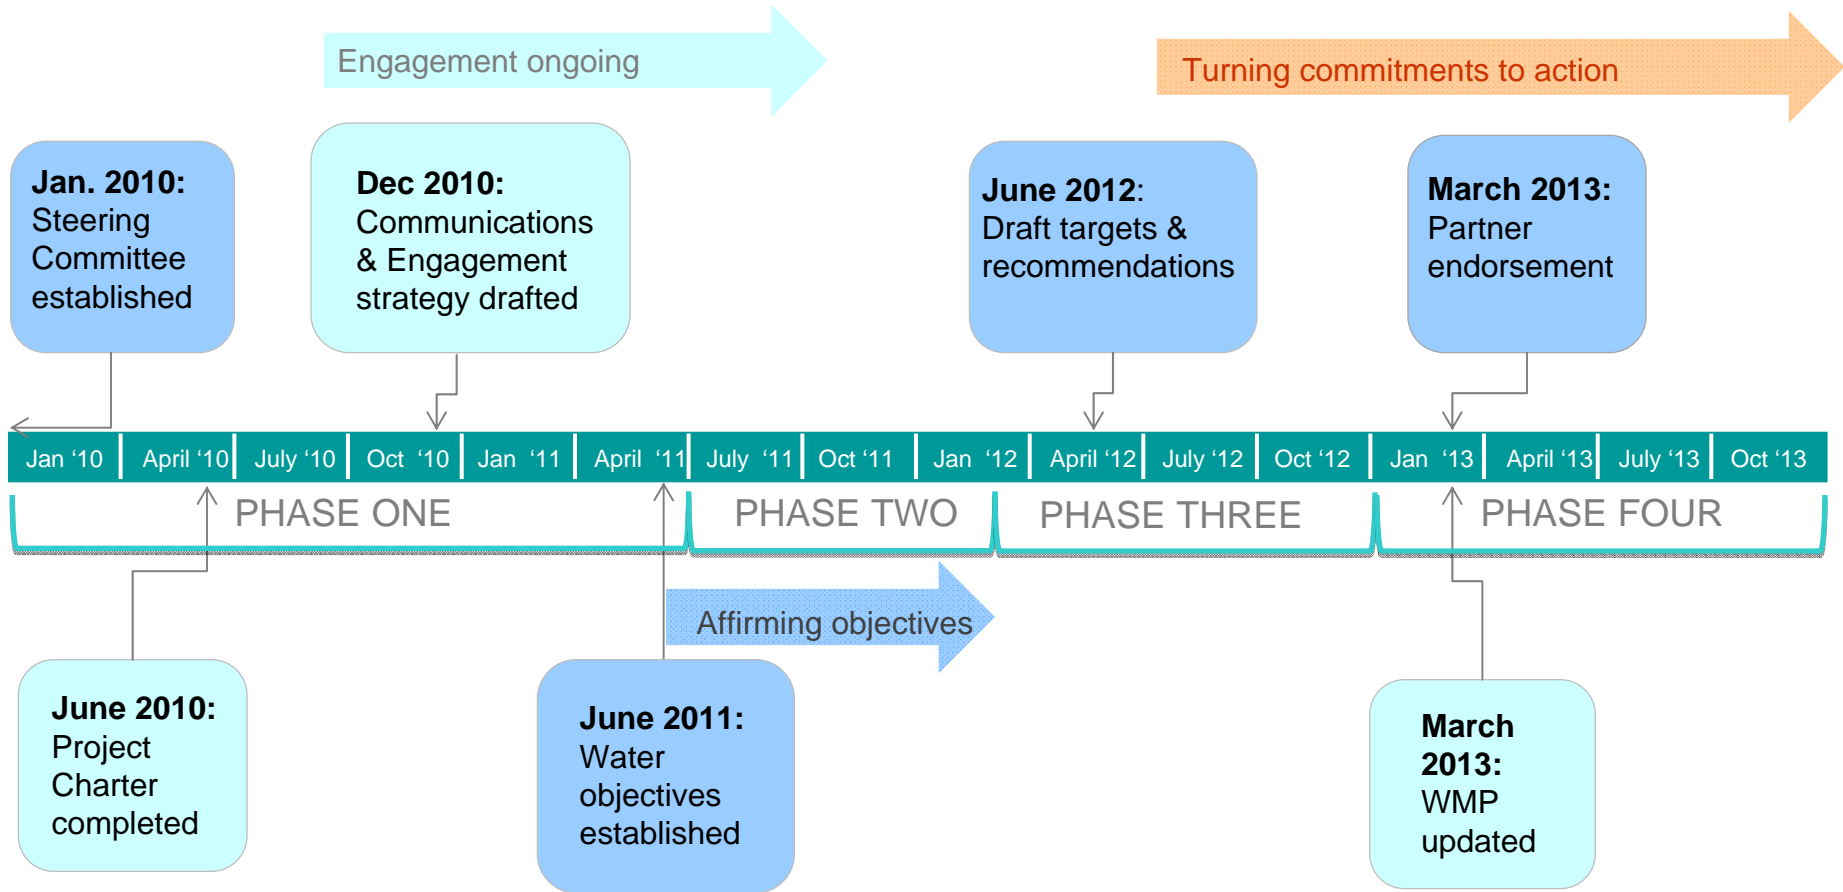 Engagement ongoing
Turning commitments to action
Jan. 2010:
Steering
Committee
established
Dec 2010:
Communications
& Engagement
strategy drafted
June 2012:
Draft targets &
recommendations
March 2013:
Partner
endorsement
Jan ‘10 April ‘10 July ‘10 Oct ‘10 Jan ‘11 April ‘11 July ‘11 Oct ‘11 Jan ‘12 April ‘12 July ‘12 Oct ‘12 Jan ‘13 April ‘13 July ‘13 Oct ‘13
PHASE ONE PHASE TWO PHASE THREE PHASE FOUR
Affirming objectives
June 2010:
Project
Charter
completed
June 2011:
Water
objectives
established
March
2013:
WMP
updated